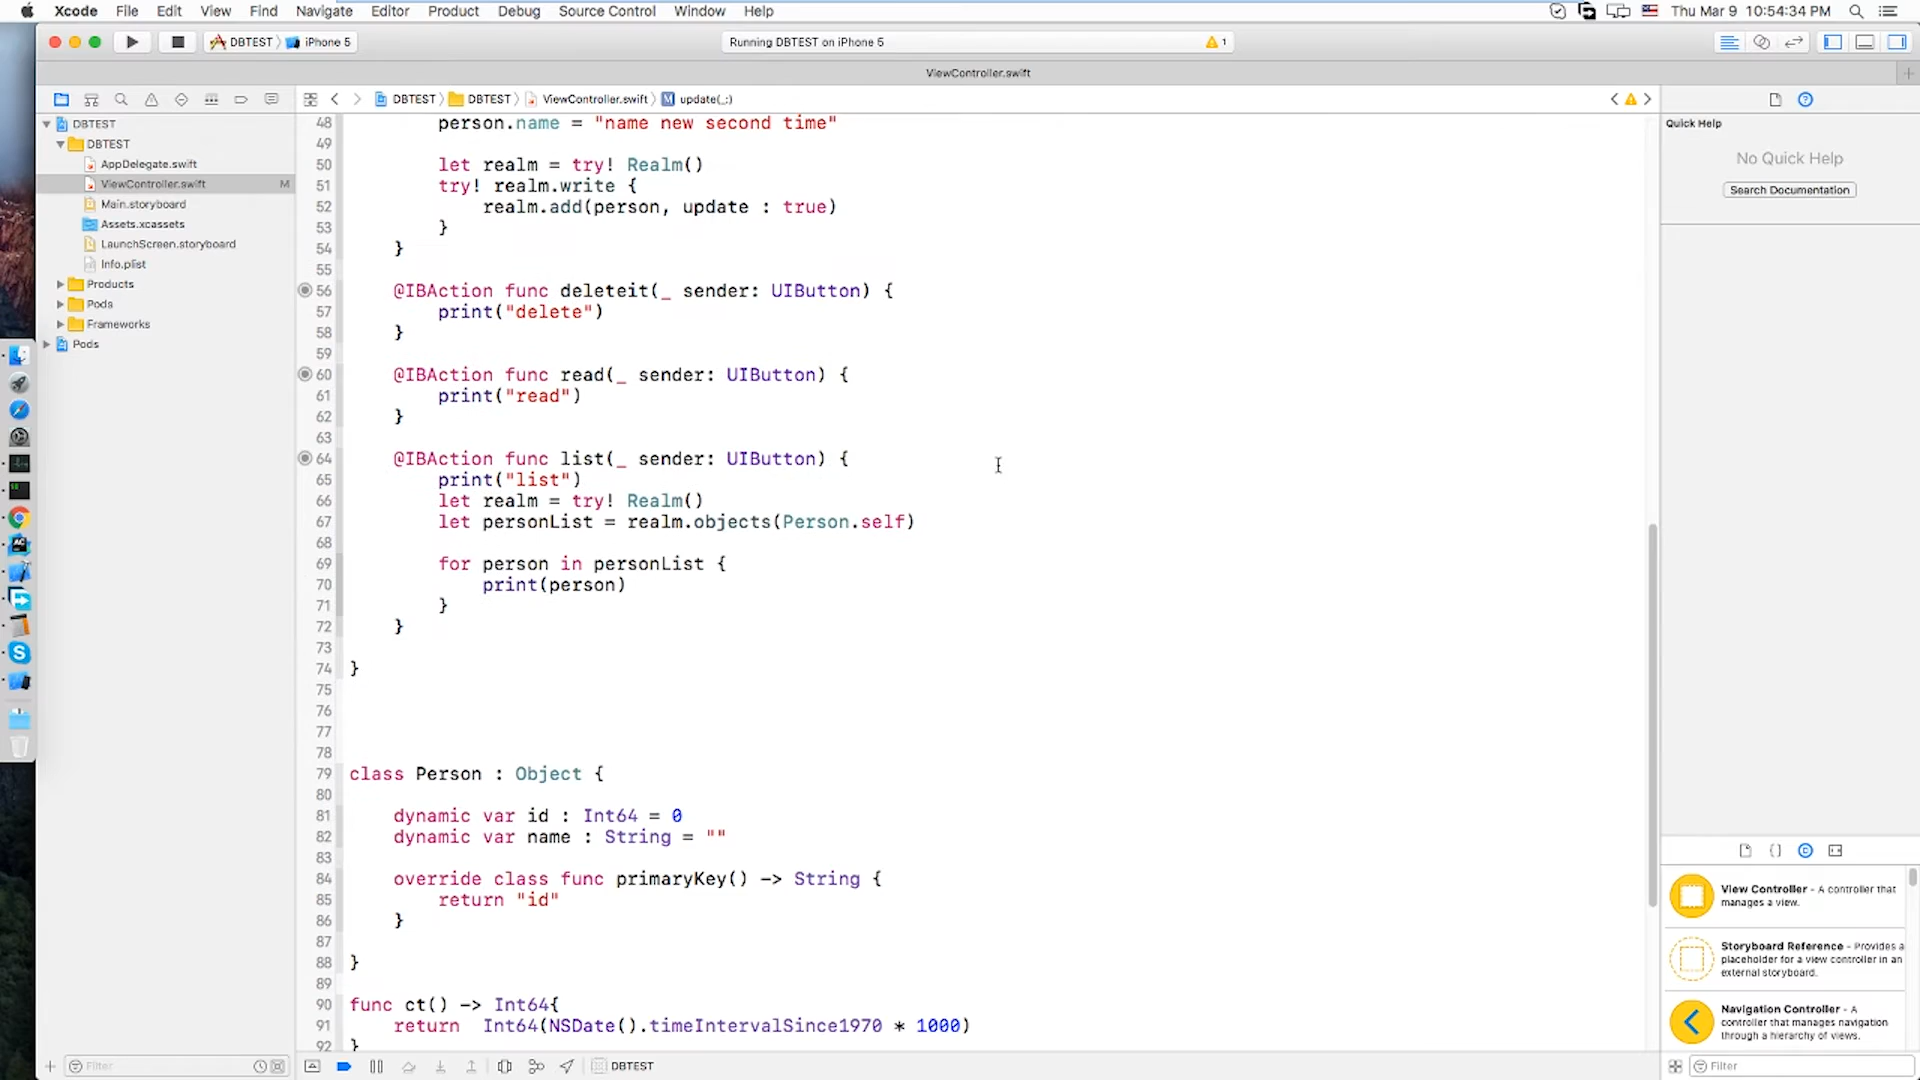 Xcode File Edit View Find Navigate Editor Product Debug Source Control Window Help Thu Mar 9 10:54:34 PM
DBTEST iPhone 5 Running DBTEST on iPhone 5 1
ViewController.swift
DBTEST DBTEST ViewController.swift M update(_:)
Quick Help
No Quick Help
Search Documentation
DBTEST
DBTEST
AppDelegate.swift
ViewController.swift M
Main.storyboard
Assets.xcassets
LaunchScreen.storyboard
Info.plist
Products
Pods
Frameworks
Pods
48 person.name = "name new second time"
49
50 let realm = try! Realm()
51 try! realm.write {
52 realm.add(person, update : true)
53 }
54 }
55
56 @IBAction func deleteit(_ sender: UIButton) {
57 print("delete")
58 }
59
60 @IBAction func read(_ sender: UIButton) {
61 print("read")
62 }
63
64 @IBAction func list(_ sender: UIButton) {
65 print("list")
66 let realm = try! Realm()
67 let personList = realm.objects(Person.self)
68
69 for person in personList {
70 print(person)
71 }
72 }
73
74 }
75
76
77
78
79 class Person : Object {
80
81 dynamic var id : Int64 = 0
82 dynamic var name : String = ""
83
84 override class func primaryKey() -> String {
85 return "id"
86 }
87
88 }
89
90 func ct() -> Int64{
91 return Int64(NSDate().timeIntervalSince1970 * 1000)
92 }
View Controller - A controller that
manages a view.
Storyboard Reference - Provides a
placeholder for a view controller in an
external storyboard.
Navigation Controller - A
controller that manages navigation
through a hierarchy of views.
Filter
DBTEST
Filter